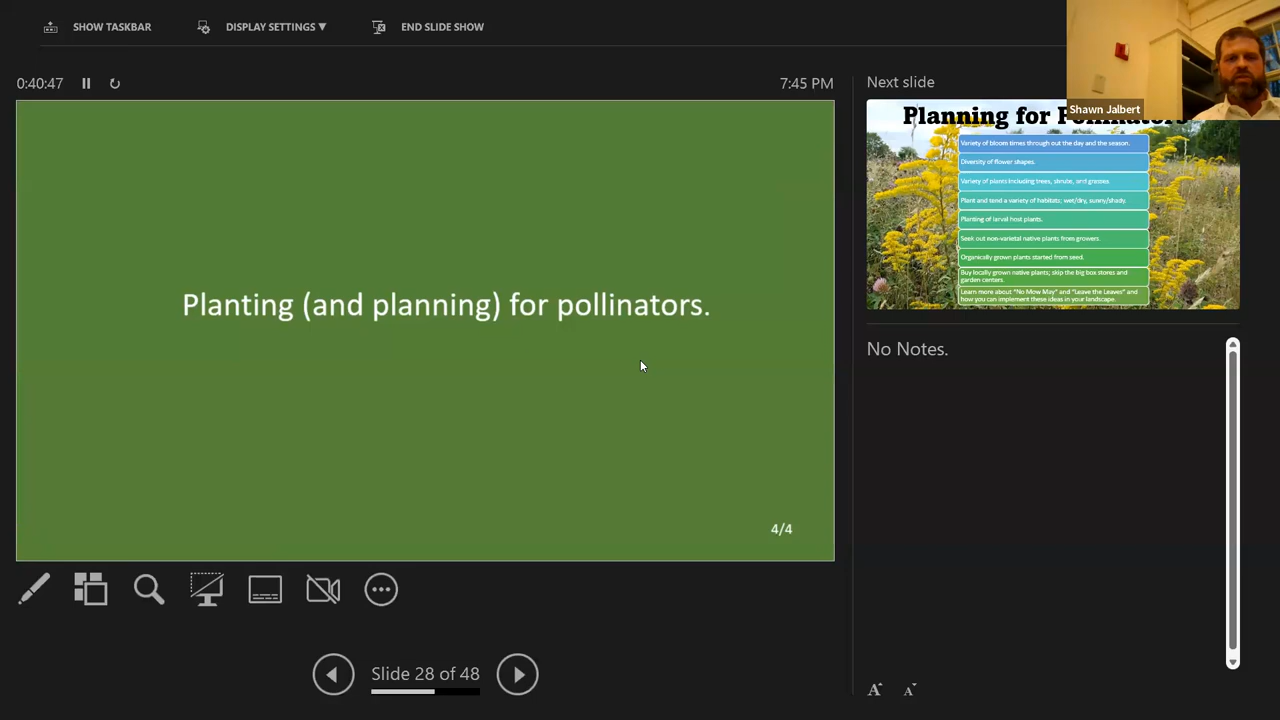 SHOW TASKBAR
DISPLAY SETTINGS ▼
END SLIDE SHOW
0:40:47
7:45 PM
Planting (and planning) for pollinators.
4/4
Slide 28 of 48
Next slide
Shawn Jalbert
Planning for Pollinators
Variety of bloom times through out the day and the season.
Diversity of flower shapes.
Variety of plants including trees, shrubs, and grasses.
Plant and tend a variety of habitats; wet/dry, sunny/shady.
Planting of larval host plants.
Seek out non-varietal native plants from growers.
Organically grown plants started from seed.
Buy locally grown native plants; skip the big box stores and
garden centers.
Learn more about "No Mow May" and "Leave the Leaves" and
how you can implement these ideas in your landscape.
No Notes.
A A